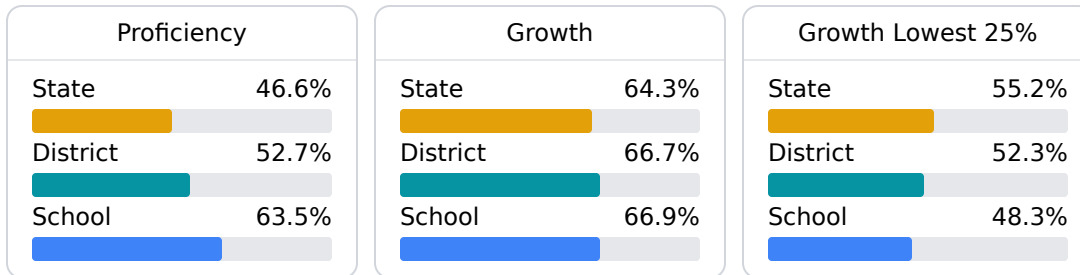 Proficiency
State 46.6%
District 52.7%
School 63.5%
Growth
State 64.3%
District 66.7%
School 66.9%
Growth Lowest 25%
State 55.2%
District 52.3%
School 48.3%